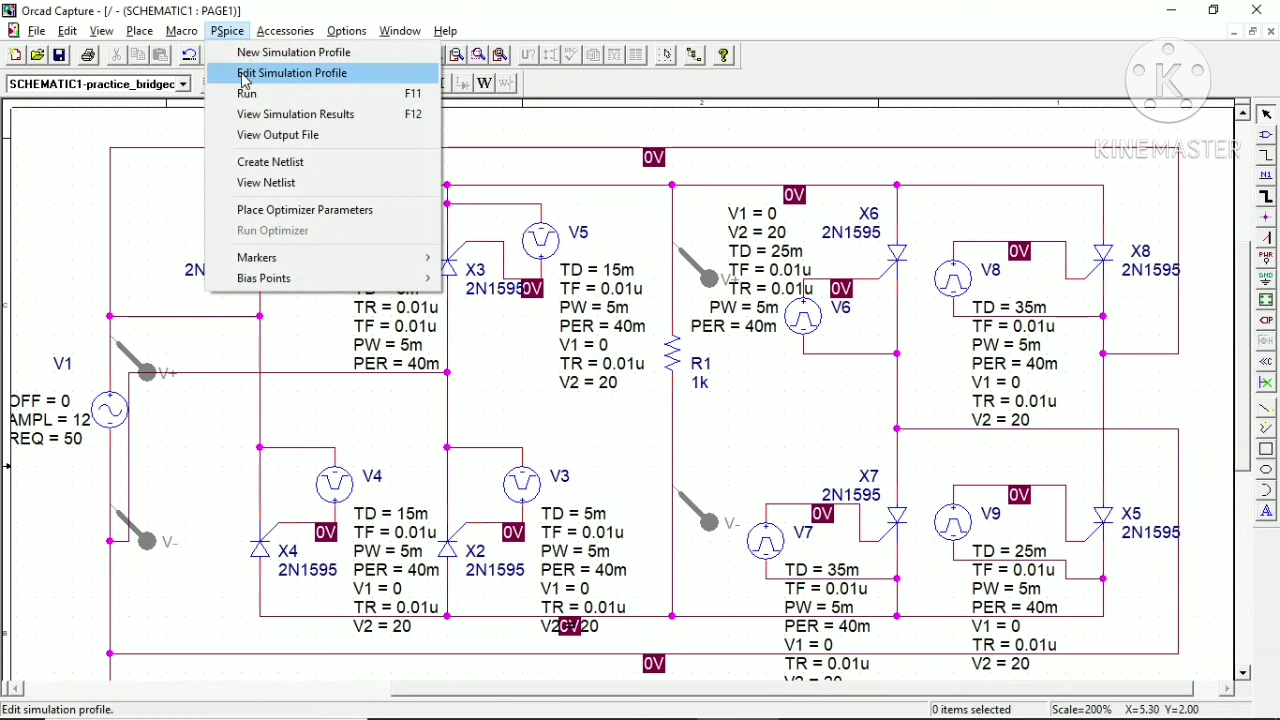 Orcad Capture - [/ - (SCHEMATIC1 : PAGE1)]
File Edit View Place Macro PSpice Accessories Options Window Help
SCHEMATIC1-practice_bridgec
New Simulation Profile
Edit Simulation Profile
Run F11
View Simulation Results F12
View Output File
Create Netlist
View Netlist
Place Optimizer Parameters
Run Optimizer
Markers
Bias Points
K
KINEMASTER
W
U?
N1
PWR
GND
A
2
1
C
B
0V
0V
V1 = 0
V2 = 20
TD = 25m
TF = 0.01u
TR = 0.01u
PW = 5m
PER = 40m
X6
2N1595
V6
0V
V+
V5
0V
TD = 15m
TF = 0.01u
PW = 5m
PER = 40m
V1 = 0
TR = 0.01u
V2 = 20
X3
2N1595
2N
TR = 0.01u
TF = 0.01u
PW = 5m
PER = 40m
V8
0V
X8
2N1595
TD = 35m
TF = 0.01u
PW = 5m
PER = 40m
V1 = 0
TR = 0.01u
V2 = 20
R1
1k
V1
V+
OFF = 0
AMPL = 12
REQ = 50
V-
V4
0V
X4
2N1595
TD = 15m
TF = 0.01u
PW = 5m
PER = 40m
V1 = 0
TR = 0.01u
V2 = 20
V3
0V
X2
2N1595
TD = 5m
TF = 0.01u
PW = 5m
PER = 40m
V1 = 0
TR = 0.01u
0V
20
V-
X7
2N1595
0V
V7
TD = 35m
TF = 0.01u
PW = 5m
PER = 40m
V1 = 0
TR = 0.01u
V2 = 20
V9
0V
X5
2N1595
TD = 25m
TF = 0.01u
PW = 5m
PER = 40m
V1 = 0
TR = 0.01u
V2 = 20
0V
Edit simulation profile.
0 items selected
Scale=200% X=5.30 Y=2.00